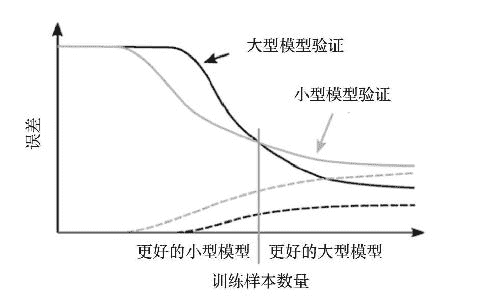 大型模型验证
小型模型验证
误差
更好的小型模型 更好的大型模型
训练样本数量